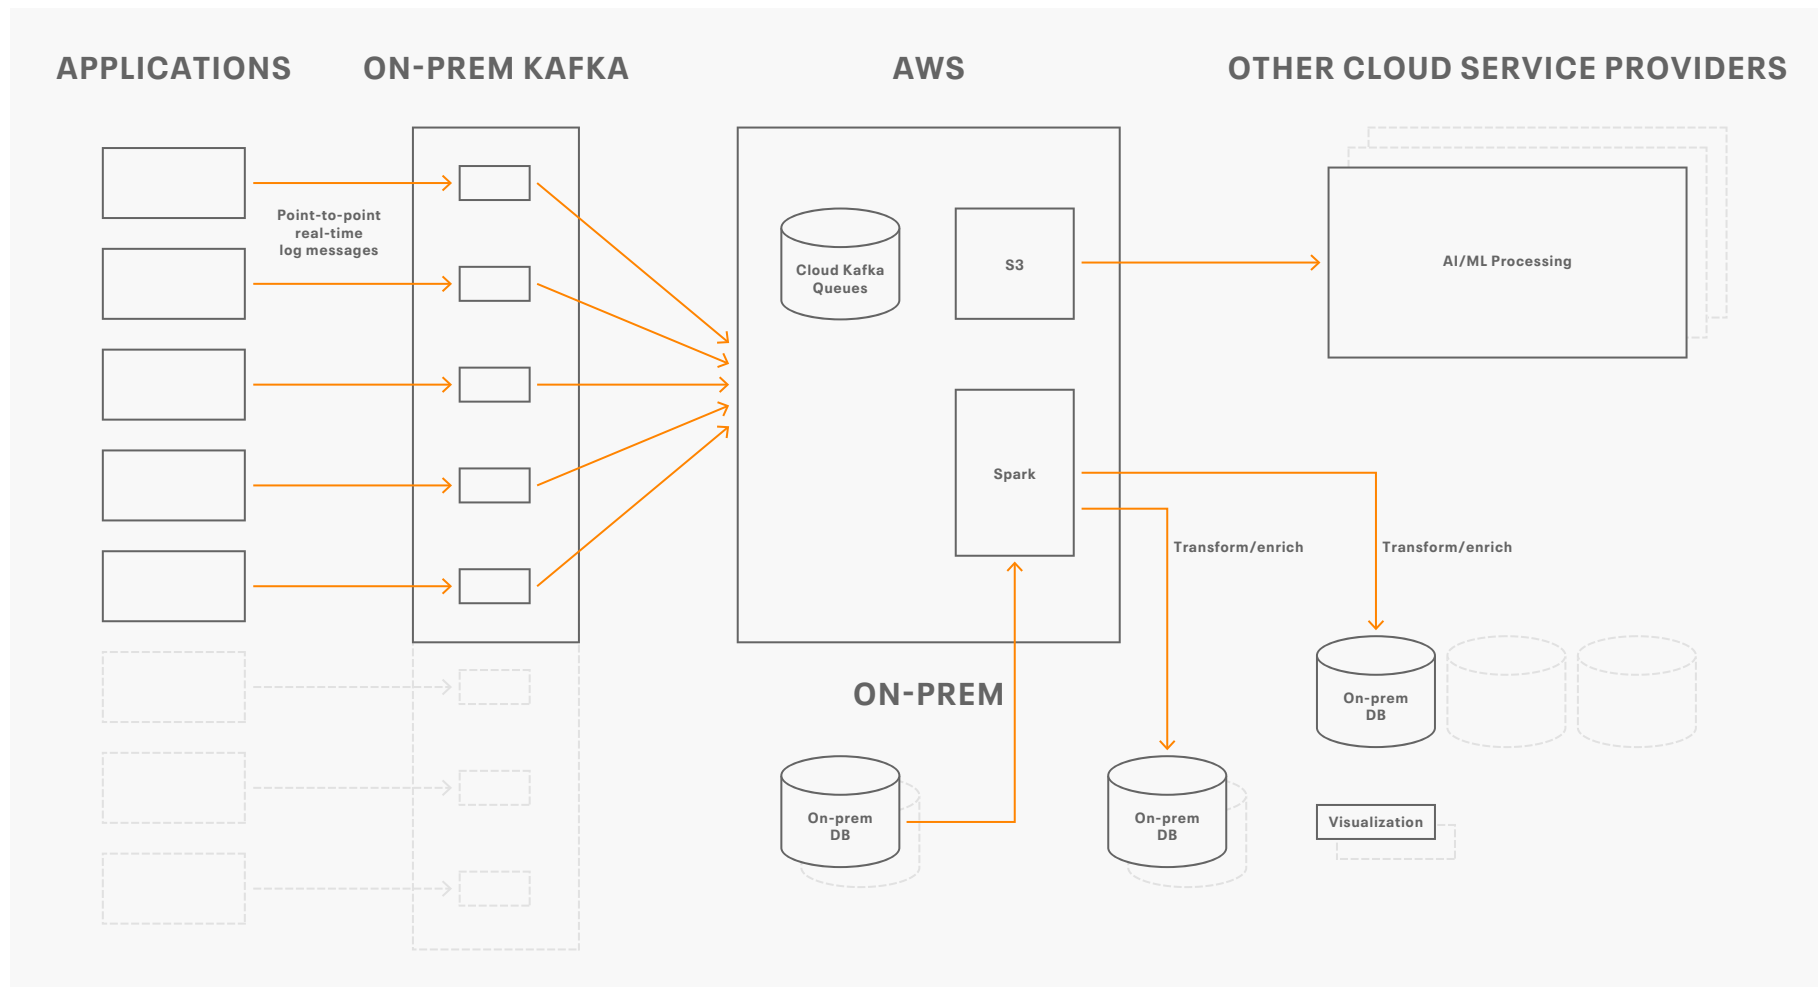 APPLICATIONS
ON-PREM KAFKA
AWS
OTHER CLOUD SERVICE PROVIDERS
Point-to-point
real-time
log messages
Cloud Kafka
Queues
S3
AI/ML Processing
Spark
Transform/enrich
Transform/enrich
ON-PREM
On-prem
DB
On-prem
DB
On-prem
DB
Visualization